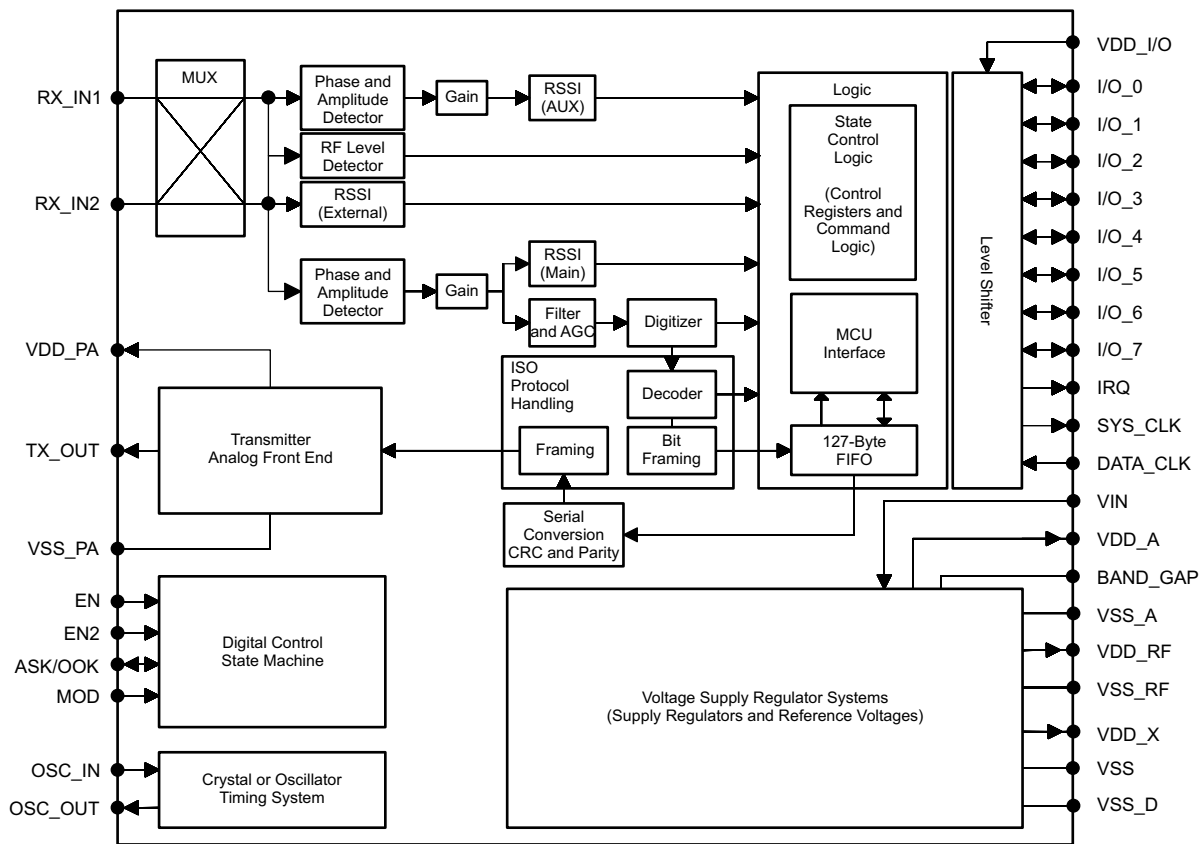 RX_IN1
RX_IN2
VDD_PA
TX_OUT
VSS_PA
EN
EN2
ASK/OOK
MOD
OSC_IN
OSC_OUT
MUX
Phase and
Amplitude
Detector
Gain
RSSI
(AUX)
RF Level
Detector
RSSI
(External)
Phase and
Amplitude
Detector
Gain
RSSI
(Main)
Filter
and AGC
Digitizer
ISO
Protocol
Handling
Decoder
Bit
Framing
Framing
Serial
Conversion
CRC and Parity
Transmitter
Analog Front End
Digital Control
State Machine
Crystal or Oscillator
Timing System
Logic
State
Control
Logic
(Control
Registers and
Command
Logic)
MCU
Interface
127-Byte
FIFO
Level Shifter
Voltage Supply Regulator Systems
(Supply Regulators and Reference Voltages)
VDD_I/O
I/O_0
I/O_1
I/O_2
I/O_3
I/O_4
I/O_5
I/O_6
I/O_7
IRQ
SYS_CLK
DATA_CLK
VIN
VDD_A
BAND_GAP
VSS_A
VDD_RF
VSS_RF
VDD_X
VSS
VSS_D